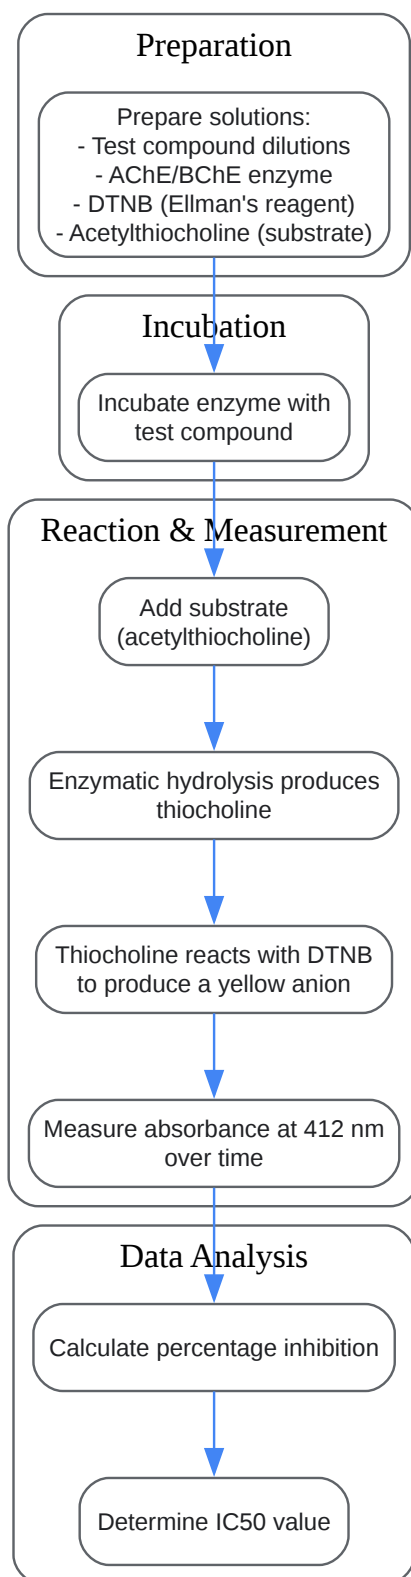 Preparation
Prepare solutions:
- Test compound dilutions
- AChE/BChE enzyme
- DTNB (Ellman's reagent)
- Acetylthiocholine (substrate)
Incubation
Incubate enzyme with
test compound
Reaction & Measurement
Add substrate
(acetylthiocholine)
Enzymatic hydrolysis produces
thiocholine
Thiocholine reacts with DTNB
to produce a yellow anion
Measure absorbance at 412 nm
over time
Data Analysis
Calculate percentage inhibition
Determine IC50 value